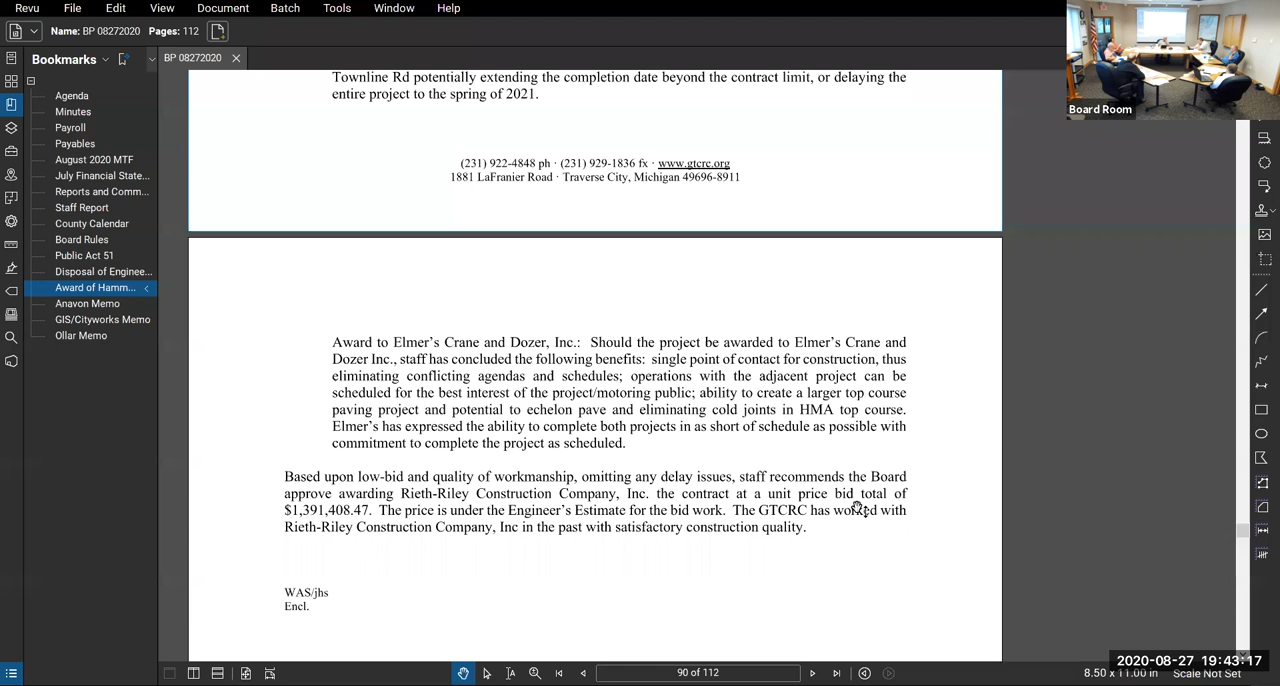 Revu File Edit View Document Batch Tools Window Help
Name: BP 08272020 Pages: 112
Bookmarks
BP 08272020
Agenda
Minutes
Payroll
Payables
August 2020 MTF
July Financial State...
Reports and Comm...
Staff Report
County Calendar
Board Rules
Public Act 51
Disposal of Enginee...
Award of Hamm...
Anavon Memo
GIS/Cityworks Memo
Ollar Memo
Townline Rd potentially extending the completion date beyond the contract limit, or delaying the
entire project to the spring of 2021.
(231) 922-4848 ph · (231) 929-1836 fx · www.gtcrc.org
1881 LaFranier Road · Traverse City, Michigan 49696-8911
Award to Elmer's Crane and Dozer, Inc.: Should the project be awarded to Elmer's Crane and
Dozer Inc., staff has concluded the following benefits: single point of contact for construction, thus
eliminating conflicting agendas and schedules; operations with the adjacent project can be
scheduled for the best interest of the project/motoring public; ability to create a larger top course
paving project and potential to echelon pave and eliminating cold joints in HMA top course.
Elmer's has expressed the ability to complete both projects in as short of schedule as possible with
commitment to complete the project as scheduled.
Based upon low-bid and quality of workmanship, omitting any delay issues, staff recommends the Board
approve awarding Rieth-Riley Construction Company, Inc. the contract at a unit price bid total of
$1,391,408.47. The price is under the Engineer's Estimate for the bid work. The GTCRC has worked with
Rieth-Riley Construction Company, Inc in the past with satisfactory construction quality.
WAS/jhs
Encl.
Board Room
90 of 112
2020-08-27 19:43:17
8.50 x 11.00 in Scale Not Set